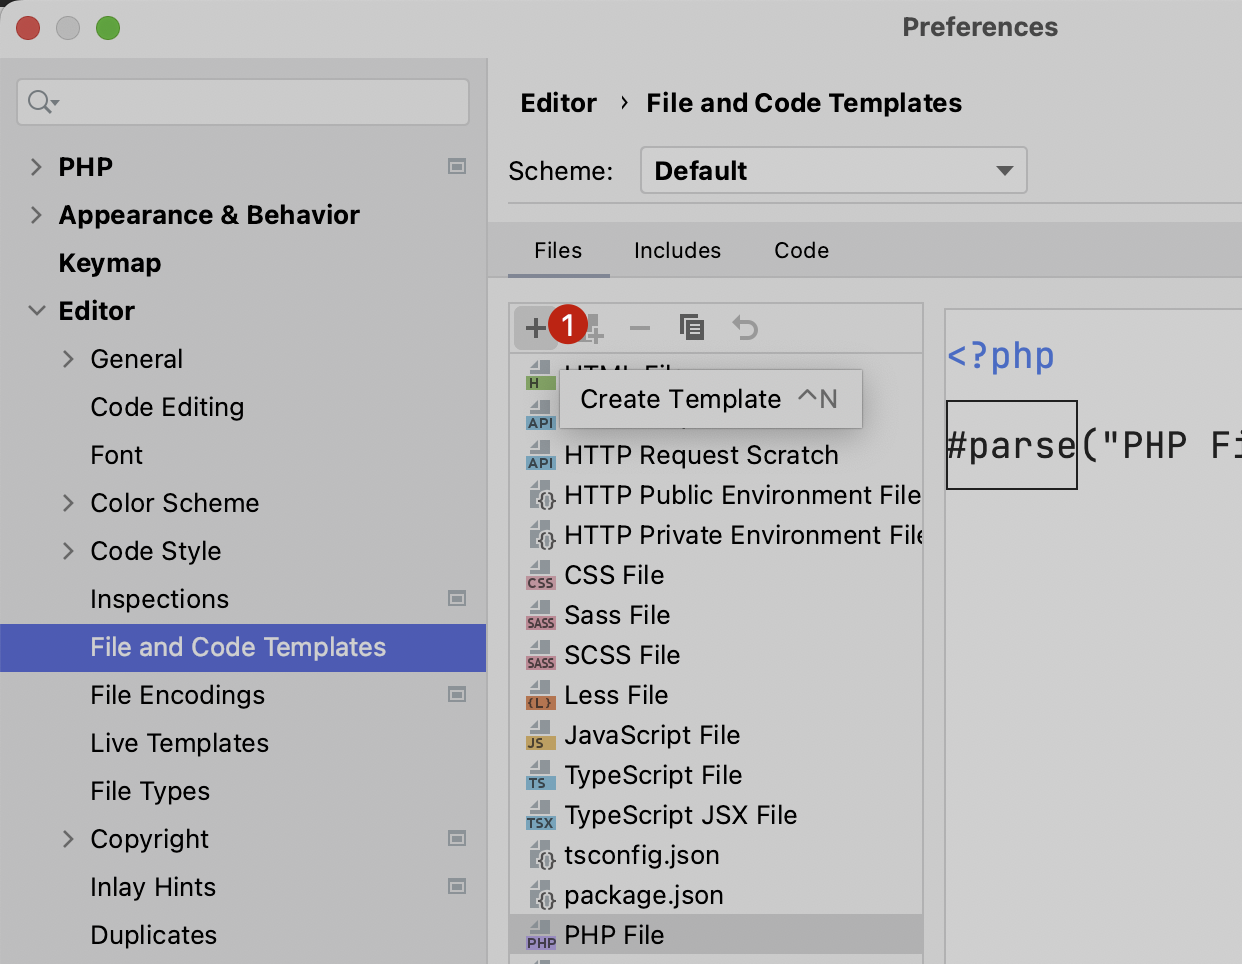 Preferences
Editor › File and Code Templates
Scheme: Default
Files Includes Code
PHP
Appearance & Behavior
Keymap
Editor
General
Code Editing
Font
Color Scheme
Code Style
Inspections
File and Code Templates
File Encodings
Live Templates
File Types
Copyright
Inlay Hints
Duplicates
1
Create Template ^N
H
API
API HTTP Request Scratch
HTTP Public Environment File
HTTP Private Environment File
CSS CSS File
SASS Sass File
SASS SCSS File
{L} Less File
JS JavaScript File
TS TypeScript File
TSX TypeScript JSX File
{} tsconfig.json
{} package.json
PHP PHP File
<?php
#parse("PHP Fi